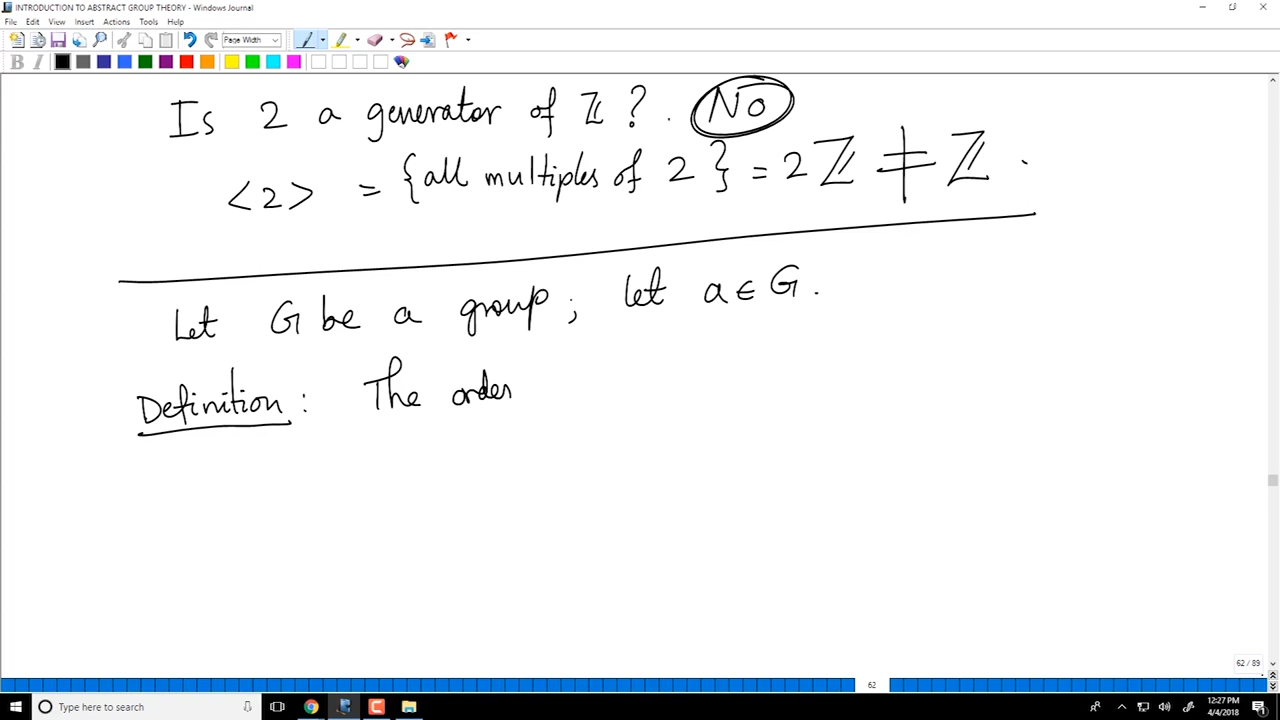 INTRODUCTION TO ABSTRACT GROUP THEORY - Windows Journal
File Edit View Insert Actions Tools Help
Page Width
B I
Is 2 a generator of ℤ ? . No
<2> = {all multiples of 2} = 2ℤ ≠ ℤ .
Let G be a group ; let a ∈ G .
Definition : The order
62 / 89
62
Type here to search
12:27 PM
4/4/2018